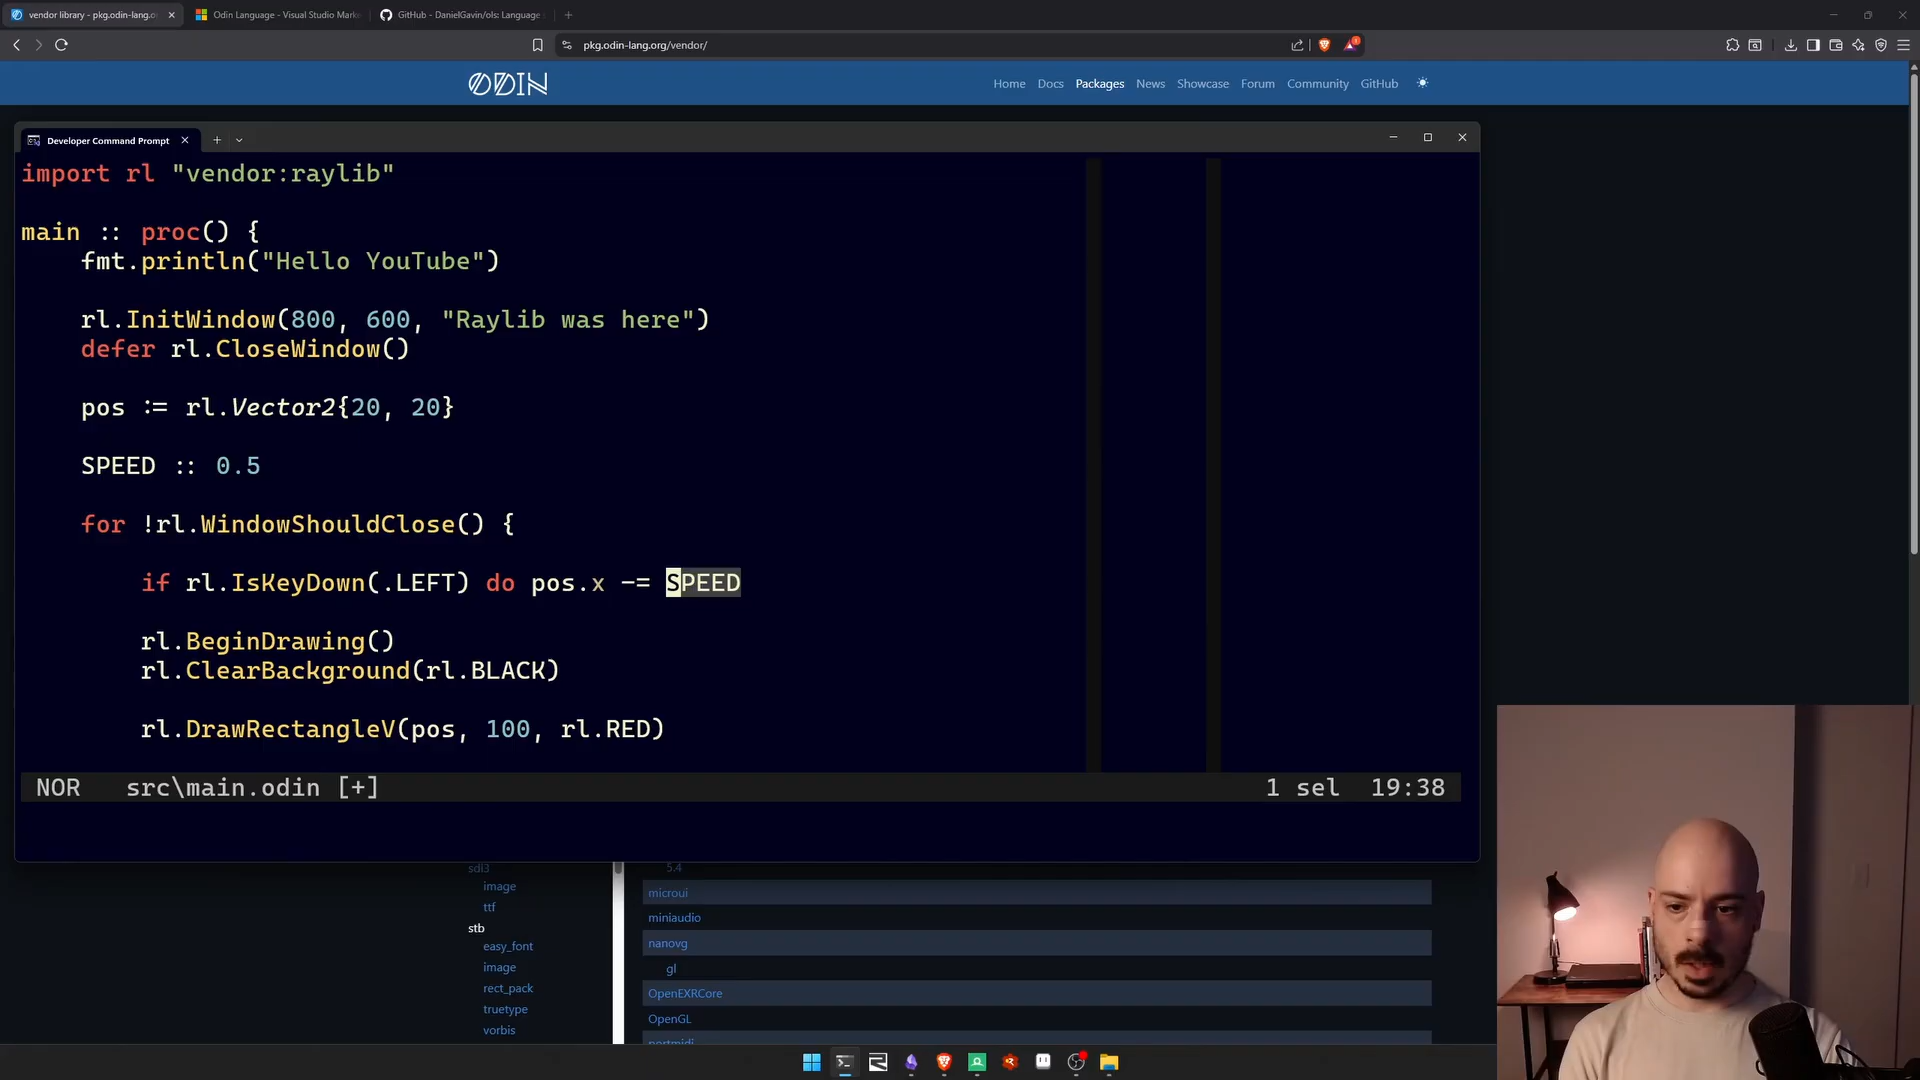 vendor library - pkg.odin-lang.o
Odin Language - Visual Studio Mark
GitHub - DanielGavin/ols: Language
pkg.odin-lang.org/vendor/
ODIN
Home Docs Packages News Showcase Forum Community GitHub
Developer Command Prompt
import rl "vendor:raylib"
main :: proc() {
fmt.println("Hello YouTube")
rl.InitWindow(800, 600, "Raylib was here")
defer rl.CloseWindow()
pos := rl.Vector2{20, 20}
SPEED :: 0.5
for !rl.WindowShouldClose() {
if rl.IsKeyDown(.LEFT) do pos.x -= SPEED
rl.BeginDrawing()
rl.ClearBackground(rl.BLACK)
rl.DrawRectangleV(pos, 100, rl.RED)
NOR src\main.odin [+] 1 sel 19:38
sdl3
image
ttf
stb
easy_font
image
rect_pack
truetype
vorbis
5.4
microui
miniaudio
nanovg
gl
OpenEXRCore
OpenGL
portmidi